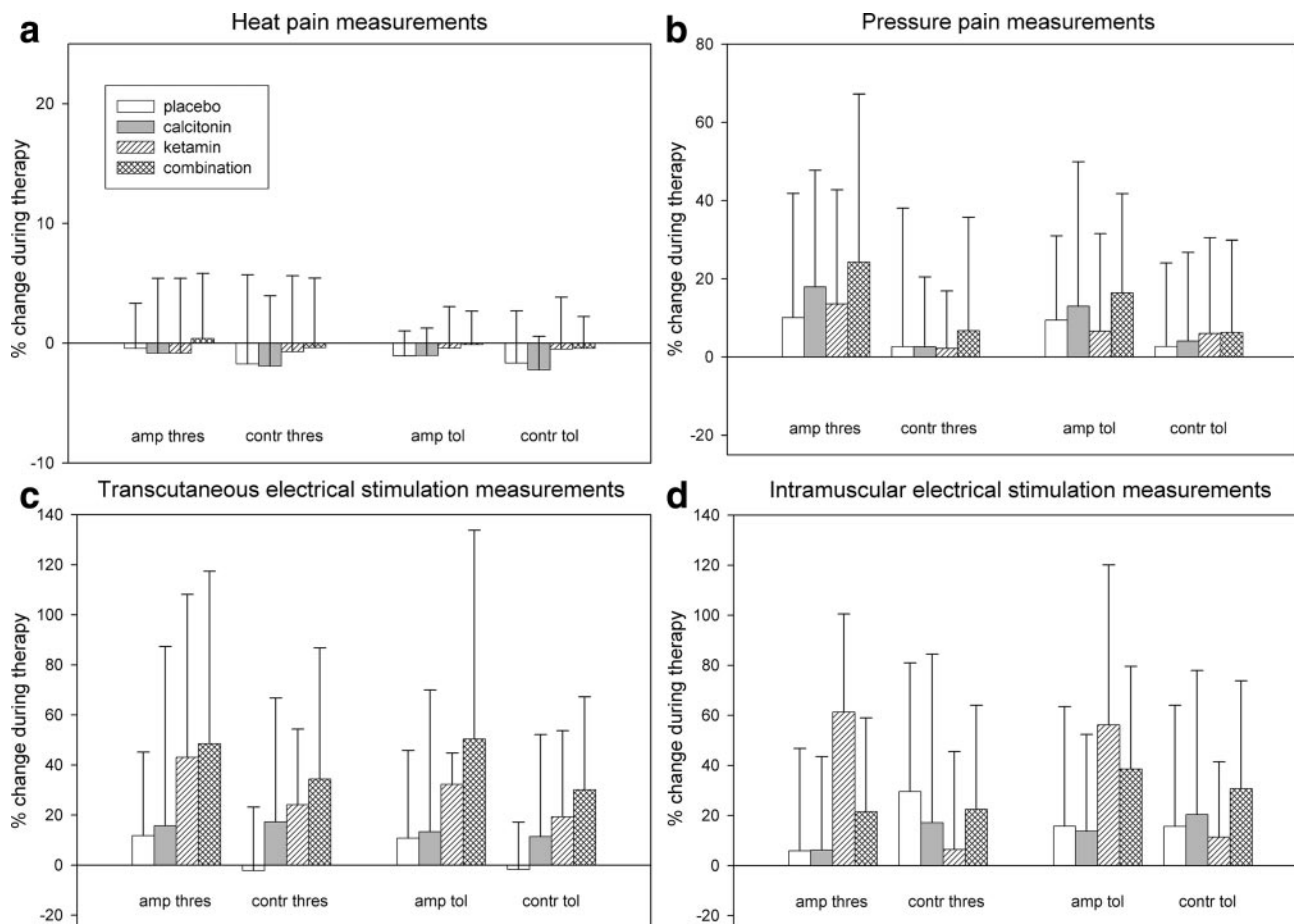 a Heat pain measurements
% change during therapy
20
10
0
-10
placebo
calcitonin
ketamin
combination
amp thres contr thres amp tol contr tol
b Pressure pain measurements
% change during therapy
80
60
40
20
0
-20
amp thres contr thres amp tol contr tol
c Transcutaneous electrical stimulation measurements
% change during therapy
140
120
100
80
60
40
20
0
-20
amp thres contr thres amp tol contr tol
d Intramuscular electrical stimulation measurements
% change during therapy
140
120
100
80
60
40
20
0
-20
amp thres contr thres amp tol contr tol